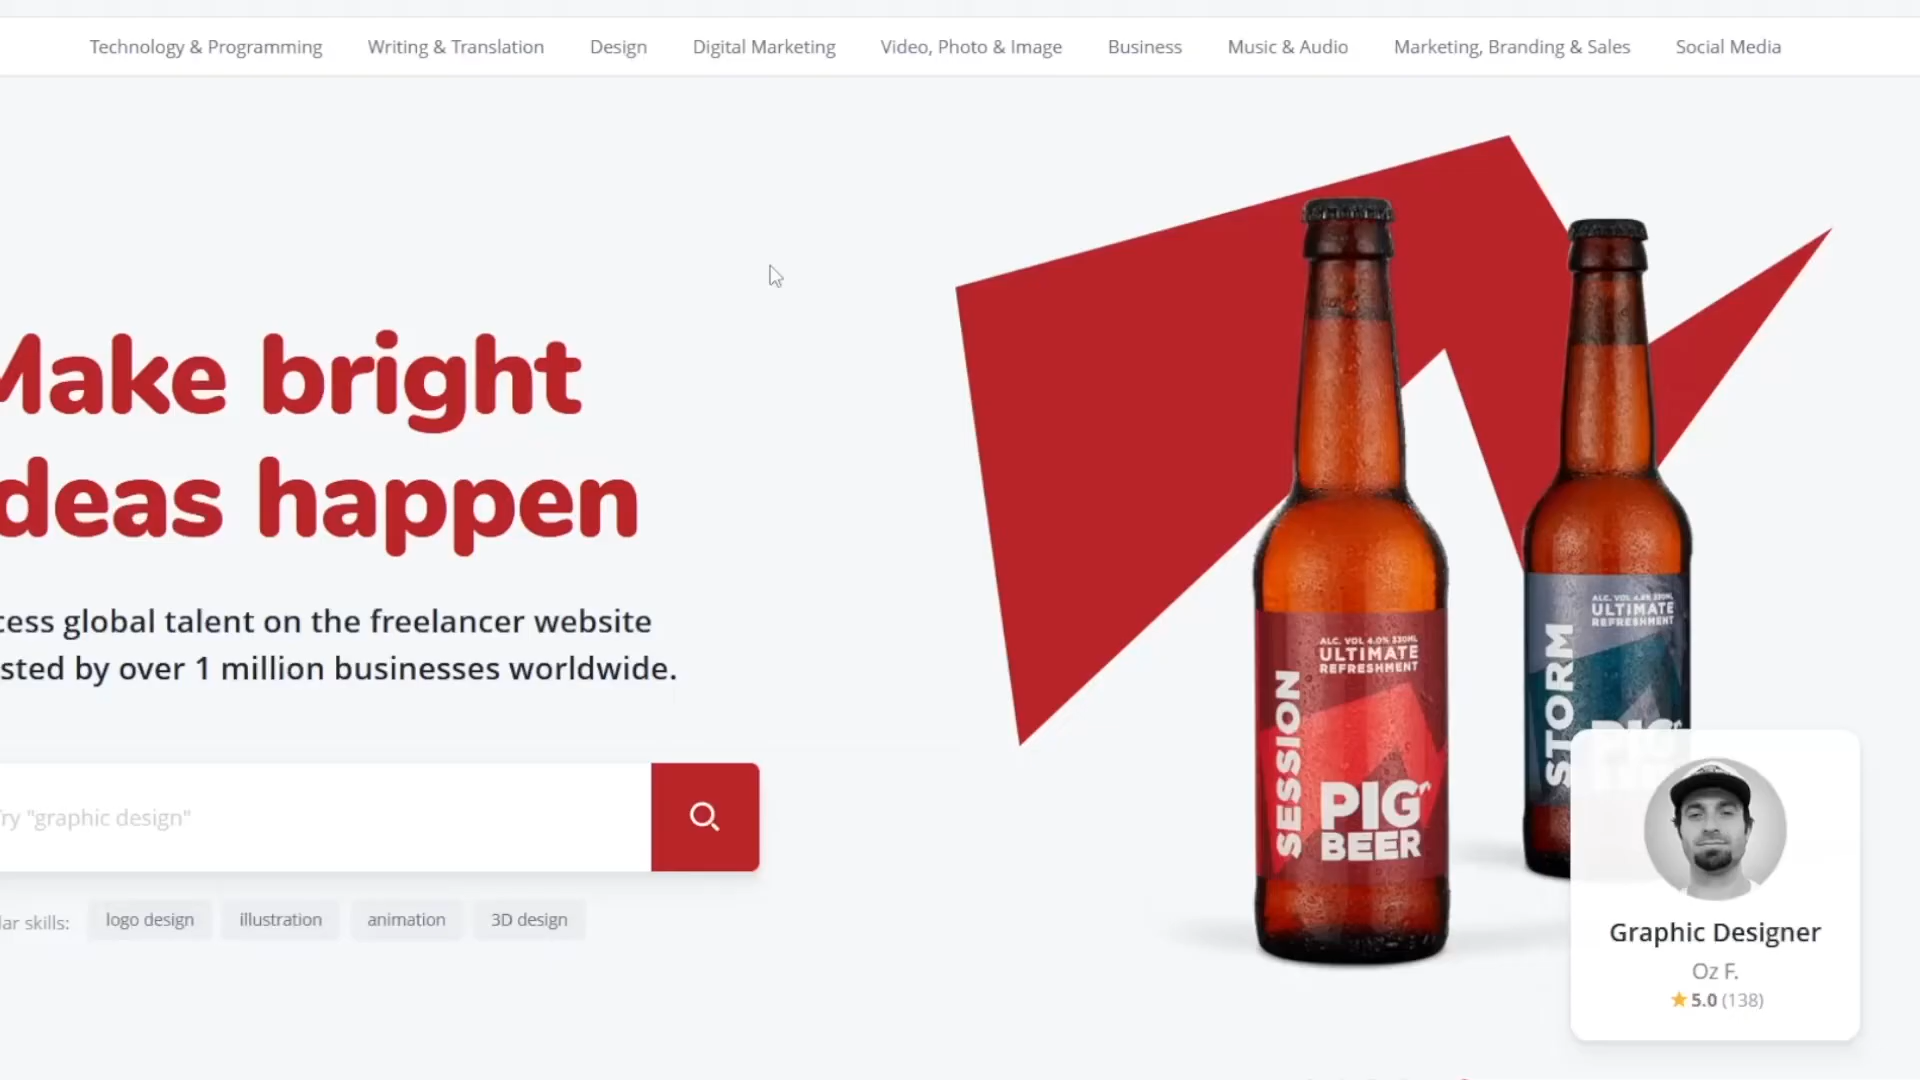 Technology & Programming Writing & Translation Design Digital Marketing Video, Photo & Image Business Music & Audio Marketing, Branding & Sales Social Media
Make bright
deas happen
cess global talent on the freelancer website
sted by over 1 million businesses worldwide.
ry "graphic design"
lar skills: logo design illustration animation 3D design
ALC. VOL 4.0% 330ML
ULTIMATE
REFRESHMENT
SESSION
PIG
BEER
ULTIMATE
REFRESHMENT
STORM
PIG
Graphic Designer
Oz F.
5.0 (138)